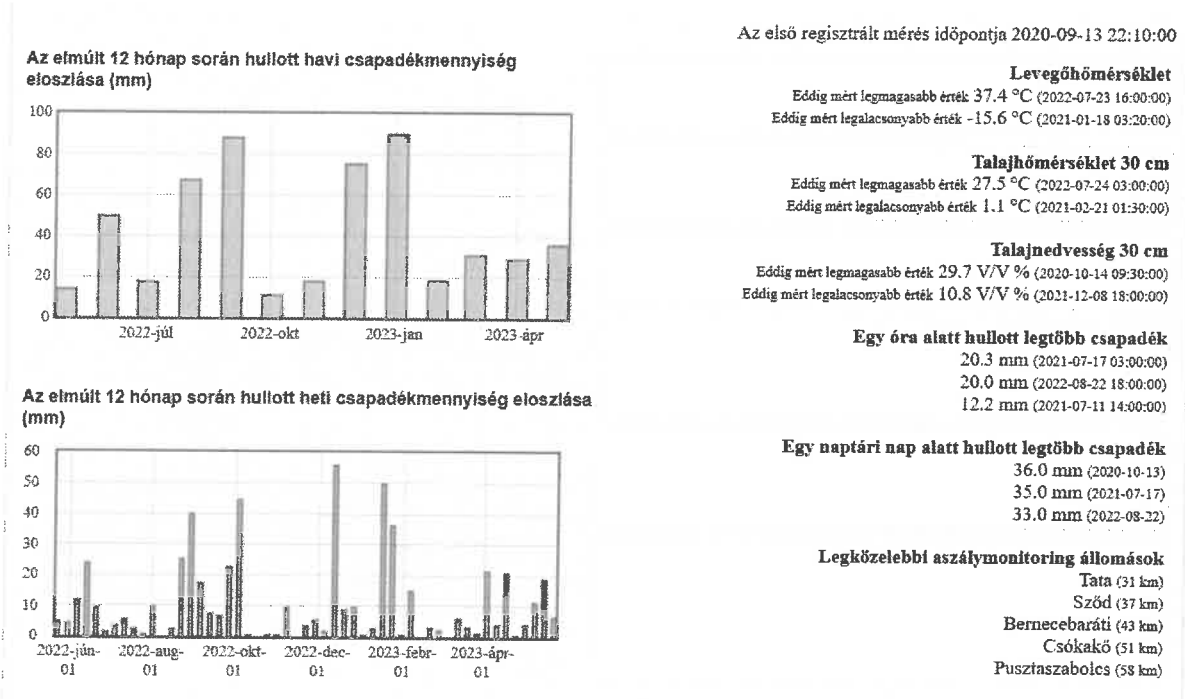 Az elmúlt 12 hónap során hullott havi csapadékmennyiség
eloszlása (mm)
100
80
60
40
20
0
2022-júl
2022-okt
2023-jan
2023-ápr
Az elmúlt 12 hónap során hullott heti csapadékmennyiség eloszlása
(mm)
60
50
40
30
20
10
0
2022-jún-
01
2022-aug-
01
2022-okt-
01
2022-dec-
01
2023-febr-
01
2023-ápr-
01
Az első regisztrált mérés időpontja 2020-09-13 22:10:00
Levegőhőmérséklet
Eddig mért legmagasabb érték 37.4 °C (2022-07-23 16:00:00)
Eddig mért legalacsonyabb érték -15.6 °C (2021-01-18 03:20:00)
Talajhőmérséklet 30 cm
Eddig mért legmagasabb érték 27.5 °C (2022-07-24 03:00:00)
Eddig mért legalacsonyabb érték 1.1 °C (2021-02-21 01:30:00)
Talajnedvesség 30 cm
Eddig mért legmagasabb érték 29.7 V/V % (2020-10-14 09:30:00)
Eddig mért legalacsonyabb érték 10.8 V/V % (2021-12-08 18:00:00)
Egy óra alatt hullott legtöbb csapadék
20.3 mm (2021-07-17 03:00:00)
20.0 mm (2022-08-22 18:00:00)
12.2 mm (2021-07-11 14:00:00)
Egy naptári nap alatt hullott legtöbb csapadék
36.0 mm (2020-10-13)
35.0 mm (2021-07-17)
33.0 mm (2022-08-22)
Legközelebbi aszálymonitoring állomások
Tata (31 km)
Sződ (37 km)
Bernecebaráti (43 km)
Csókakő (51 km)
Pusztaszabolcs (58 km)